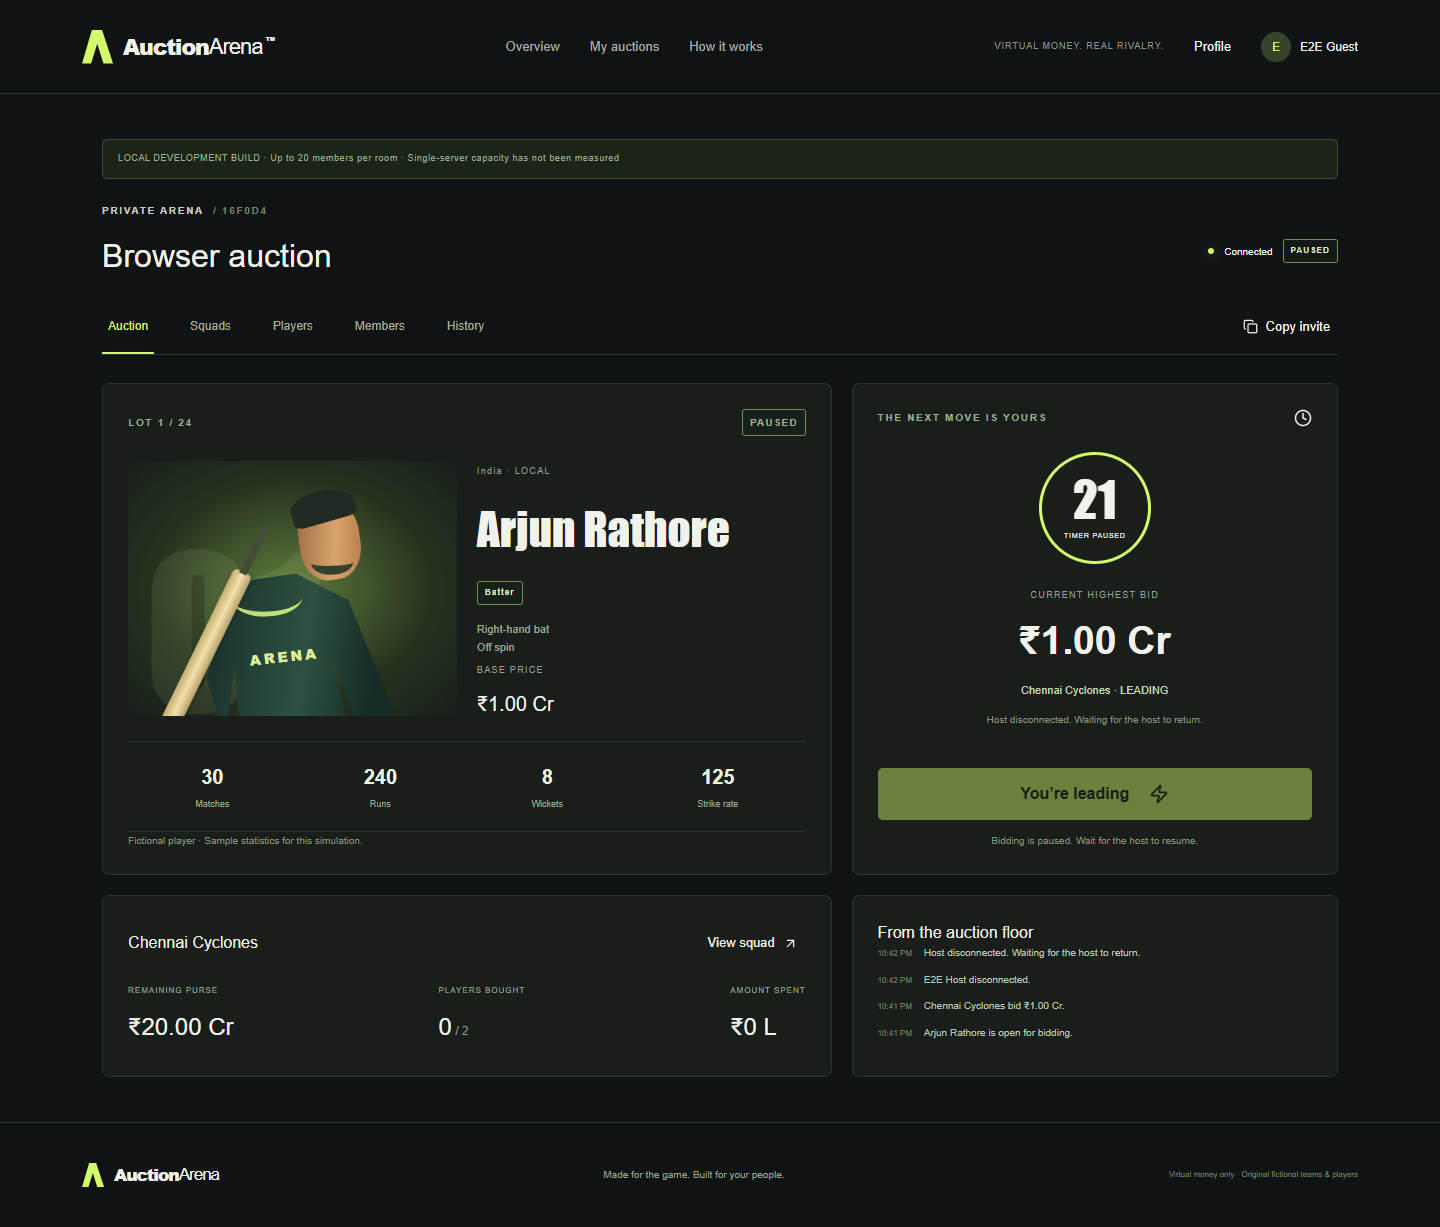 AuctionArena™
Overview
My auctions
How it works
VIRTUAL MONEY. REAL RIVALRY.
Profile
E
E2E Guest
LOCAL DEVELOPMENT BUILD · Up to 20 members per room · Single-server capacity has not been measured
PRIVATE ARENA / 16F0D4
Browser auction
Connected
PAUSED
Auction
Squads
Players
Members
History
Copy invite
LOT 1 / 24
PAUSED
ARENA
India · LOCAL
Arjun Rathore
Batter
Right-hand bat
Off spin
BASE PRICE
₹1.00 Cr
30
Matches
240
Runs
8
Wickets
125
Strike rate
Fictional player · Sample statistics for this simulation.
THE NEXT MOVE IS YOURS
21
TIMER PAUSED
CURRENT HIGHEST BID
₹1.00 Cr
Chennai Cyclones · LEADING
Host disconnected. Waiting for the host to return.
You’re leading
Bidding is paused. Wait for the host to resume.
Chennai Cyclones
View squad
REMAINING PURSE
₹20.00 Cr
PLAYERS BOUGHT
0 / 2
AMOUNT SPENT
₹0 L
From the auction floor
10:42 PM Host disconnected. Waiting for the host to return.
10:42 PM E2E Host disconnected.
10:41 PM Chennai Cyclones bid ₹1.00 Cr.
10:41 PM Arjun Rathore is open for bidding.
AuctionArena
Made for the game. Built for your people.
Virtual money only · Original fictional teams & players